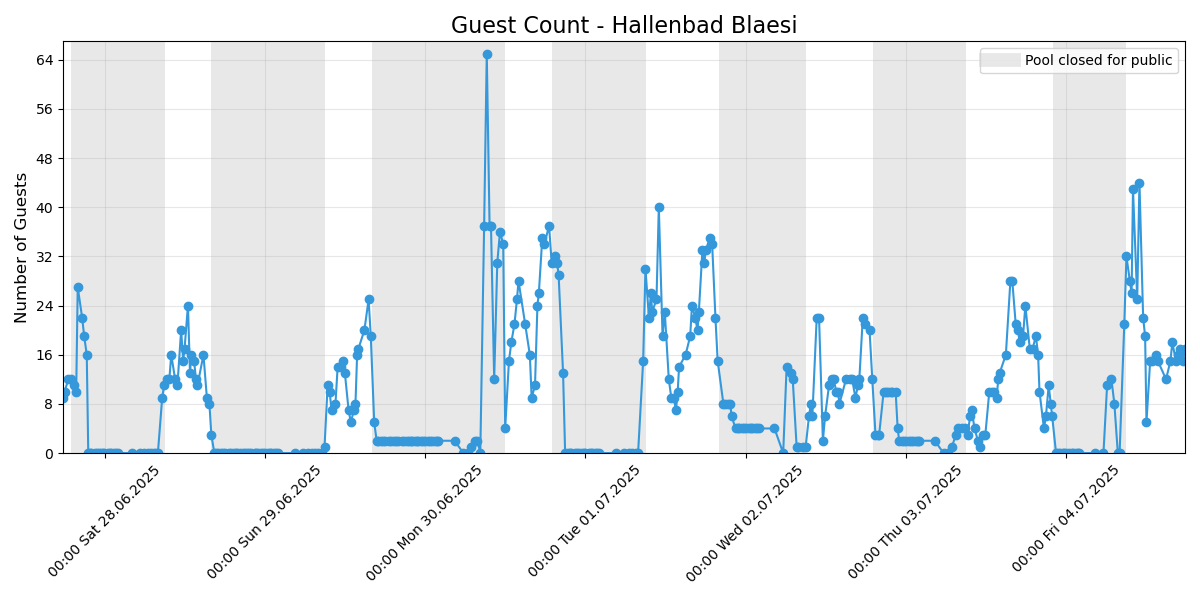 Guest Count - Hallenbad Blaesi
Pool closed for public
Number of Guests
64
56
48
40
32
24
16
8
0
00:00 Sat 28.06.2025
00:00 Sun 29.06.2025
00:00 Mon 30.06.2025
00:00 Tue 01.07.2025
00:00 Wed 02.07.2025
00:00 Thu 03.07.2025
00:00 Fri 04.07.2025